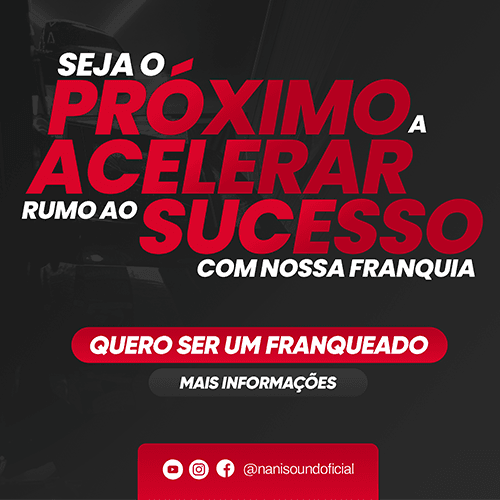 SEJA O
PRÓXIMO A
ACELERAR
RUMO AO SUCESSO
COM NOSSA FRANQUIA
QUERO SER UM FRANQUEADO
MAIS INFORMAÇÕES
@nanisoundoficial